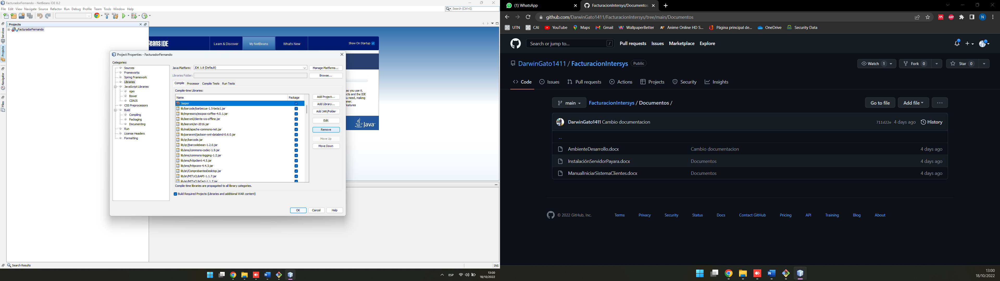 FacturadorFernando - NetBeans IDE 8.2
File Edit View Navigate Source Refactor Run Debug Profile Team Tools Window Help
Search (Ctrl+I)
Projects
FacturadorFernando
Services
Projects
Navigator
Files
Learn & Discover
My NetBeans
What's New
Show On Startup
Project Properties - FacturadorFernando
Categories:
Sources
Frameworks
Spring Framework
Libraries
JavaScript Libraries
npm
Bower
CDNJS
CSS Preprocessors
Build
Compiling
Packaging
Documenting
Run
License Headers
Formatting
Java Platform: JDK 1.8 (Default) Manage Platforms...
Libraries Folder: Browse...
Compile Processor Compile Tests Run Tests
Compile-time Libraries:
Name Package
Jasper
lib/barcode/barbecue-1.5-beta1.jar
lib/impresora/escpos-coffee-4.0.1.jar
lib/leerxml/cliente-ws-offline.jar
lib/leerxml/sri-2016.jar
lib/mail/apache-commons-net.jar
lib/parsexml/jackson-xml-databind-0.6.0.jar
lib/qr/barcode.jar
lib/qr/jbarcodebean-1.2.0.jar
lib/sms/commons-codec-1.9.jar
lib/sms/commons-logging-1.2.jar
lib/sms/httpclient-4.5.jar
lib/sms/httpcore-4.4.3.jar
lib/sri/ComprobantesDesktop.jar
lib/sri/MITyCLibAPI-1.1.7.jar
lib/sri/MITyCLibCert-1.1.7.jar
Add Project...
Add Library...
Add JAR/Folder
Edit
Remove
Move Up
Move Down
Compile-time libraries are propagated to all library categories.
Build Required Projects (Libraries and additional WAR content)
OK Cancel Help
as you use it.
ects and the IDE
u need, making
ner.
features
Java
Search Results
INS
ESP
13:00
18/10/2022
(1) WhatsApp
FacturacionIntersys/Documentos
github.com/DarwinGato1411/FacturacionIntersys/tree/main/Documentos
ABP
N
UTN CAI YouTube Maps Gmail WallpaperBetter Anime Online HD S... Página principal de... OneDrive Security Data
Search or jump to... /
Pull requests Issues Marketplace Explore
DarwinGato1411 / FacturacionIntersys Public
Watch 1 Fork 0 Star 0
Code Issues Pull requests Actions Projects Security Insights
main FacturacionIntersys / Documentos /
Go to file Add file ...
DarwinGato1411 Cambio documentacion 711d22e 4 days ago History
..
AmbienteDesarrollo.docx Cambio documentacion 4 days ago
InstalaciónServidorPayara.docx Documentos 4 days ago
ManualIniciarSistemaClientes.docx Documentos 4 days ago
© 2022 GitHub, Inc. Terms Privacy Security Status Docs Contact GitHub Pricing API Training Blog About
13:00
18/10/2022